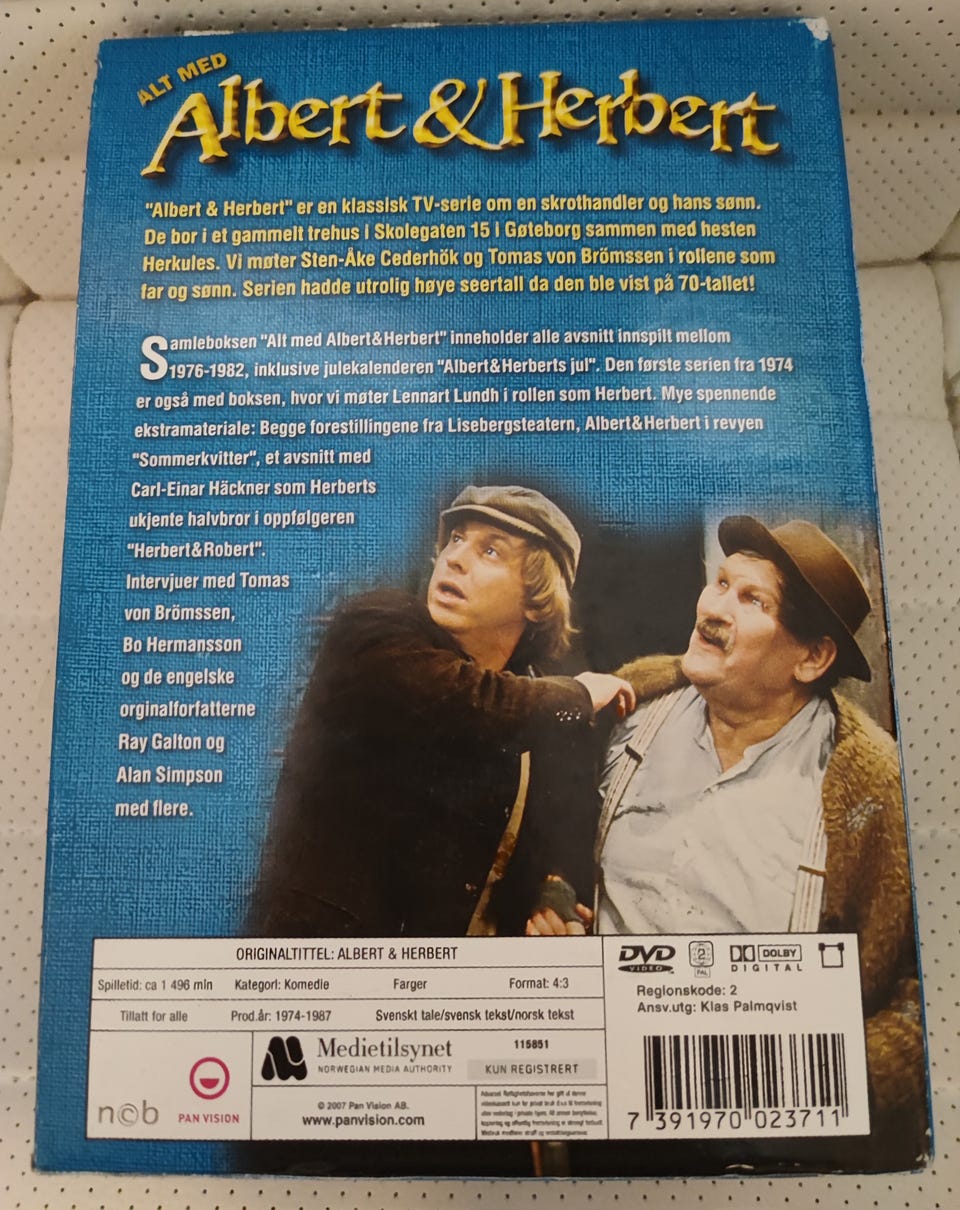 ALT MED
Albert & Herbert
"Albert & Herbert" er en klassisk TV-serie om en skrothandler og hans sønn.
De bor i et gammelt trehus i Skolegaten 15 i Gøteborg sammen med hesten
Herkules. Vi møter Sten-Åke Cederhök og Tomas von Brömssen i rollene som
far og sønn. Serien hadde utrolig høye seertall da den ble vist på 70-tallet!
Samleboksen "Alt med Albert&Herbert" inneholder alle avsnitt innspilt mellom
1976-1982, inklusive julekalenderen "Albert&Herberts jul". Den første serien fra 1974
er også med boksen, hvor vi møter Lennart Lundh i rollen som Herbert. Mye spennende
ekstramateriale: Begge forestillingene fra Lisebergsteatern, Albert&Herbert i revyen
"Sommerkvitter", et avsnitt med
Carl-Einar Häckner som Herberts
ukjente halvbror i oppfølgeren
"Herbert&Robert".
Intervjuer med Tomas
von Brömssen,
Bo Hermansson
og de engelske
orginalforfatterne
Ray Galton og
Alan Simpson
med flere.
ORIGINALTITTEL: ALBERT & HERBERT
Spilletid: ca 1 496 min Kategori: Komedie Farger Format: 4:3
Tillatt for alle Prod.år: 1974-1987 Svenskt tale/svensk tekst/norsk tekst
DVD VIDEO 2 PAL DOLBY DIGITAL
Regionskode: 2
Ansv.utg: Klas Palmqvist
ncb PAN VISION
Medietilsynet
NORWEGIAN MEDIA AUTHORITY
115851
KUN REGISTRERT
© 2007 Pan Vision AB.
www.panvision.com
7 391970 023711